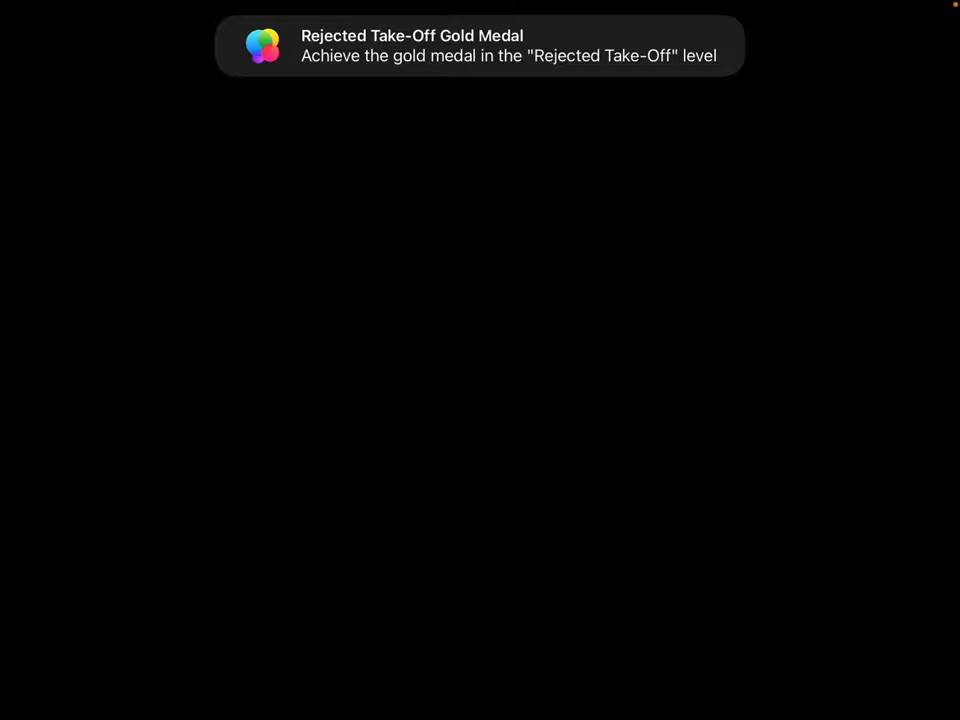 Rejected Take-Off Gold Medal
Achieve the gold medal in the "Rejected Take-Off" level